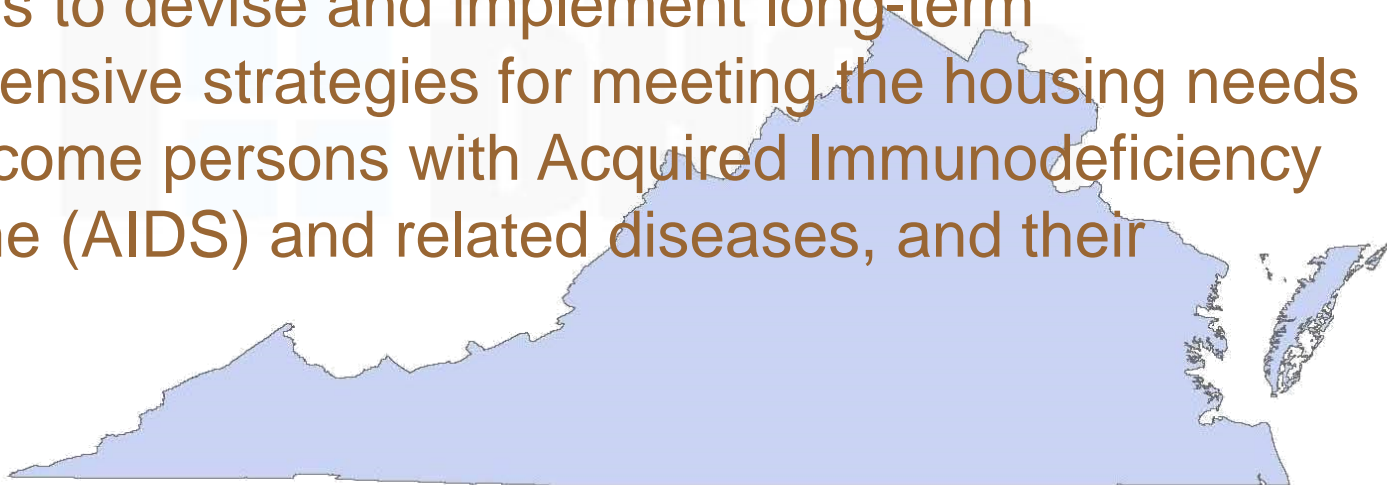 s to devise and implement long-term
ensive strategies for meeting the housing needs
come persons with Acquired Immunodeficiency
ne (AIDS) and related diseases, and their